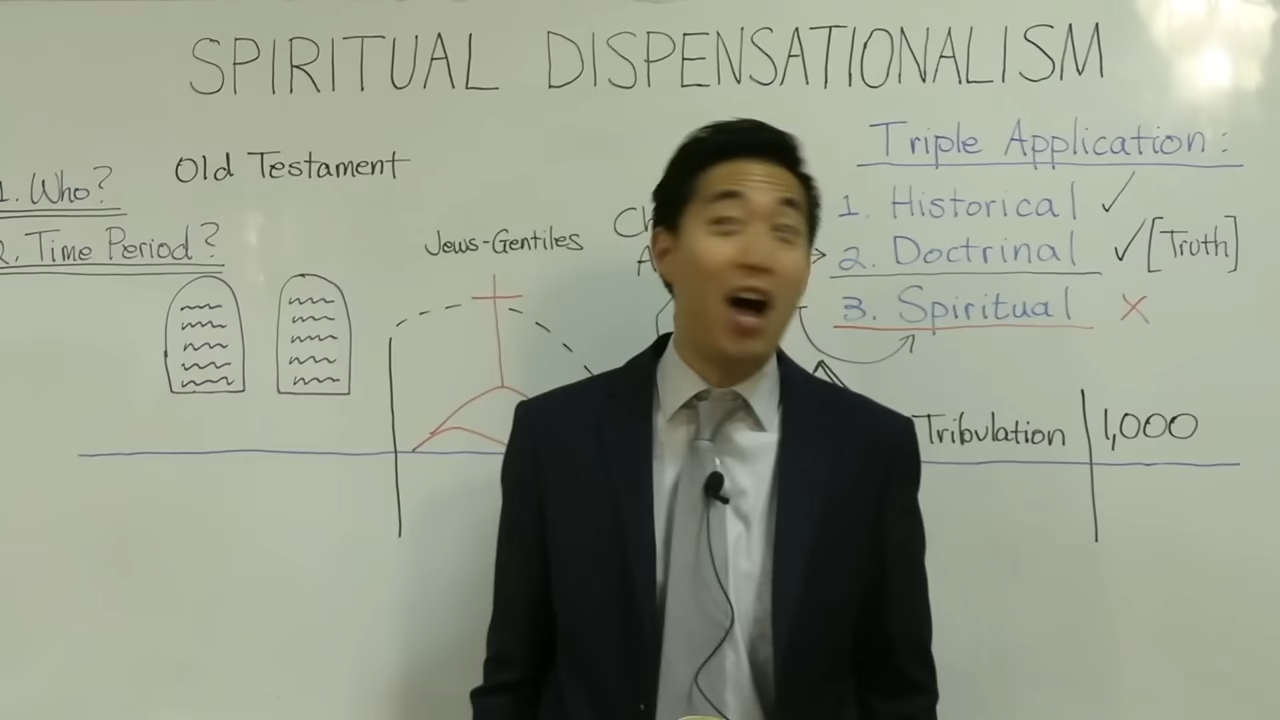 SPIRITUAL DISPENSATIONALISM
1. Who?
2. Time Period?
Old Testament
Jews-Gentiles
Triple Application:
1. Historical ✓
2. Doctrinal ✓ [Truth]
3. Spiritual X
Tribulation
1,000